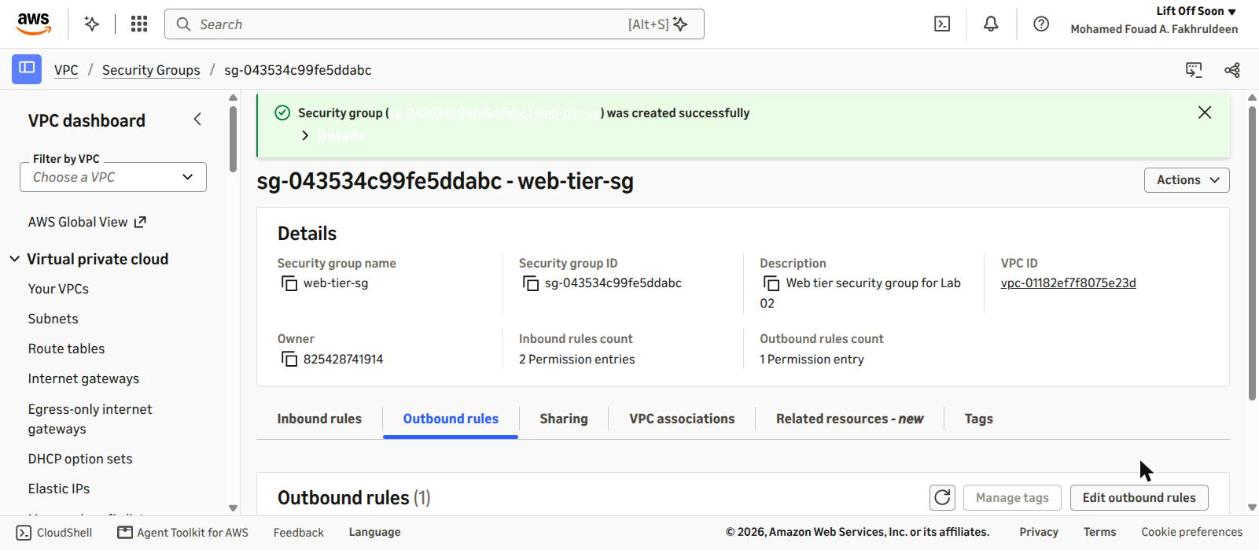 aws
Search [Alt+S]
Lift Off Soon
Mohamed Fouad A. Fakhruldeen
VPC / Security Groups / sg-043534c99fe5ddabc
VPC dashboard
Filter by VPC
Choose a VPC
AWS Global View
Virtual private cloud
Your VPCs
Subnets
Route tables
Internet gateways
Egress-only internet
gateways
DHCP option sets
Elastic IPs
Security group (sg-043534c99fe5ddabc | web-tier-sg) was created successfully
Details
sg-043534c99fe5ddabc - web-tier-sg
Actions
Details
Security group name
web-tier-sg
Security group ID
sg-043534c99fe5ddabc
Description
Web tier security group for Lab
02
VPC ID
vpc-01182ef7f8075e23d
Owner
825428741914
Inbound rules count
2 Permission entries
Outbound rules count
1 Permission entry
Inbound rules
Outbound rules
Sharing
VPC associations
Related resources - new
Tags
Outbound rules (1)
Manage tags
Edit outbound rules
CloudShell
Agent Toolkit for AWS
Feedback
Language
© 2026, Amazon Web Services, Inc. or its affiliates.
Privacy
Terms
Cookie preferences